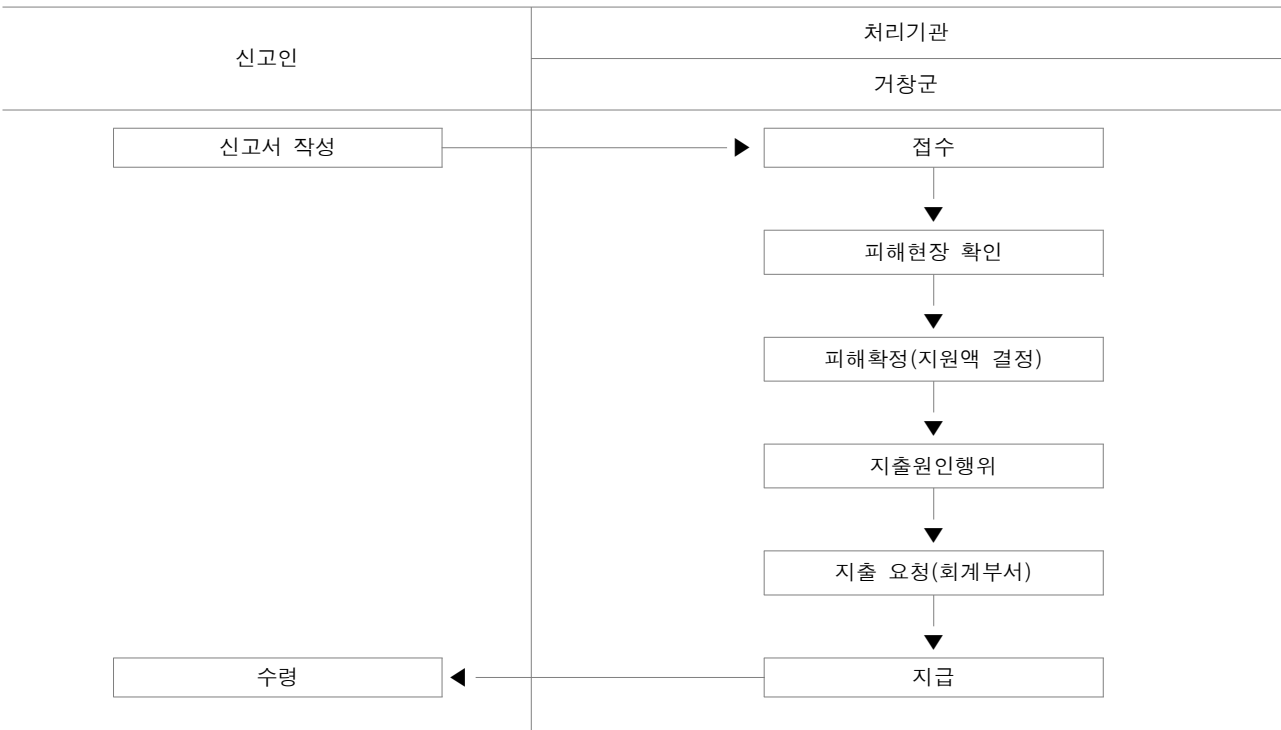 신고인
처리기관
거창군
신고서 작성
접수
피해현장 확인
피해확정(지원액 결정)
지출원인행위
지출 요청(회계부서)
수령
지급